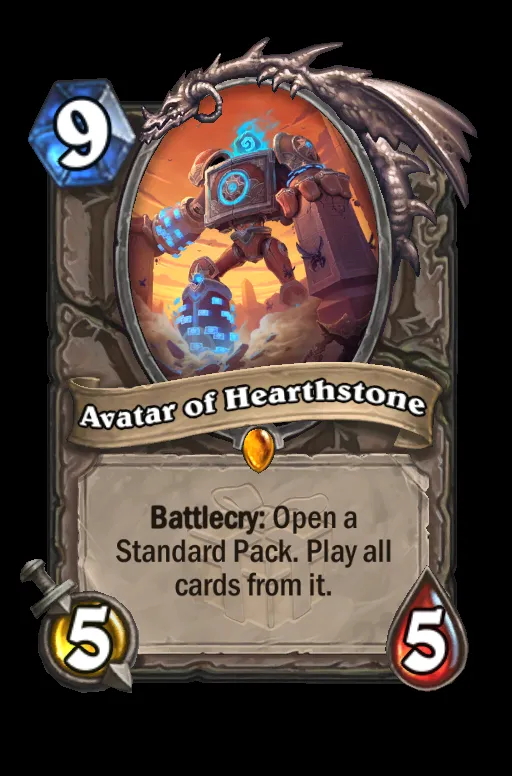 9
Avatar of Hearthstone
Battlecry: Open a
Standard Pack. Play all
cards from it.
5
5